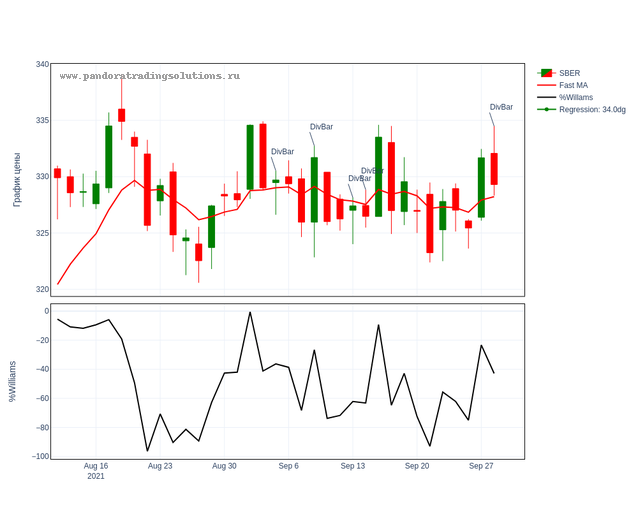 www.pandoratradingsolutions.ru
График цены
340
335
330
325
320
DivBar
DivBar
DivBar
DivBar
DivBar
SBER
Fast MA
%Willams
Regression: 34.0dg
%Williams
0
−20
−40
−60
−80
−100
Aug 16
2021
Aug 23
Aug 30
Sep 6
Sep 13
Sep 20
Sep 27